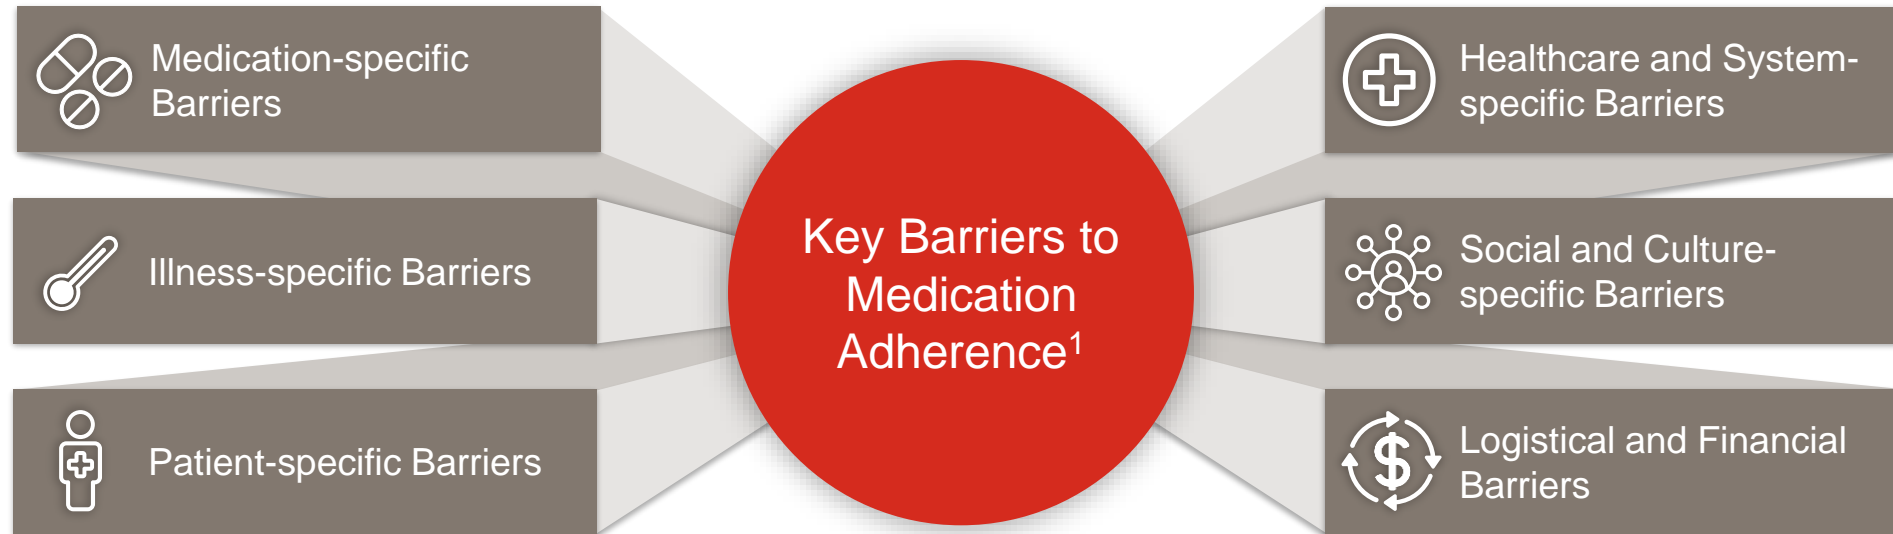 Medication-specific
Barriers
Illness-specific Barriers
Patient-specific Barriers
Key Barriers to
Medication
Adherence¹
Healthcare and System-
specific Barriers
Social and Culture-
specific Barriers
$
Logistical and Financial
Barriers